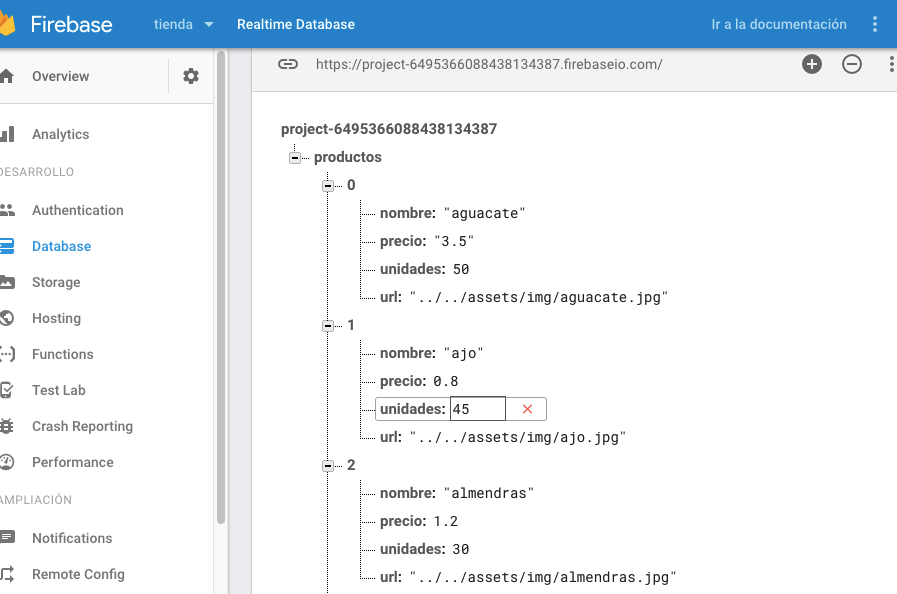 Firebase tienda Realtime Database Ir a la documentación
Overview
https://project-6495366088438134387.firebaseio.com/
Analytics
DESARROLLO
Authentication
Database
Storage
Hosting
Functions
Test Lab
Crash Reporting
Performance
AMPLIACIÓN
Notifications
Remote Config
project-6495366088438134387
productos
0
nombre: "aguacate"
precio: "3.5"
unidades: 50
url: "../../assets/img/aguacate.jpg"
1
nombre: "ajo"
precio: 0.8
unidades: 45
url: "../../assets/img/ajo.jpg"
2
nombre: "almendras"
precio: 1.2
unidades: 30
url: "../../assets/img/almendras.jpg"